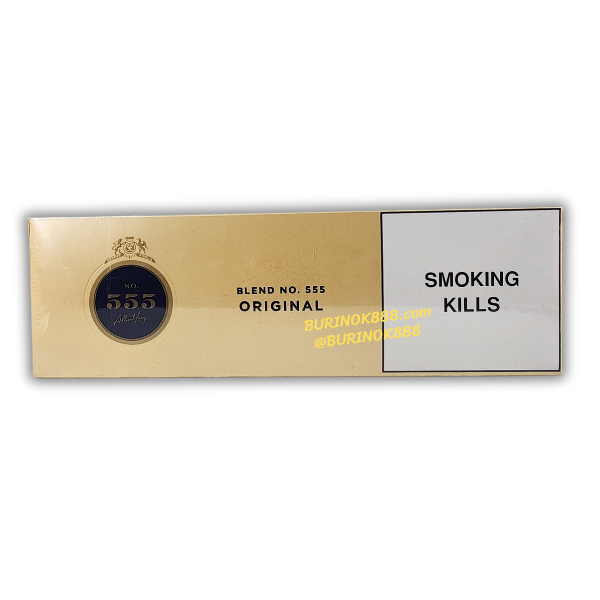 NO.
555
BLEND NO. 555
ORIGINAL
BURINOK888.com
@BURINOK888
SMOKING
KILLS